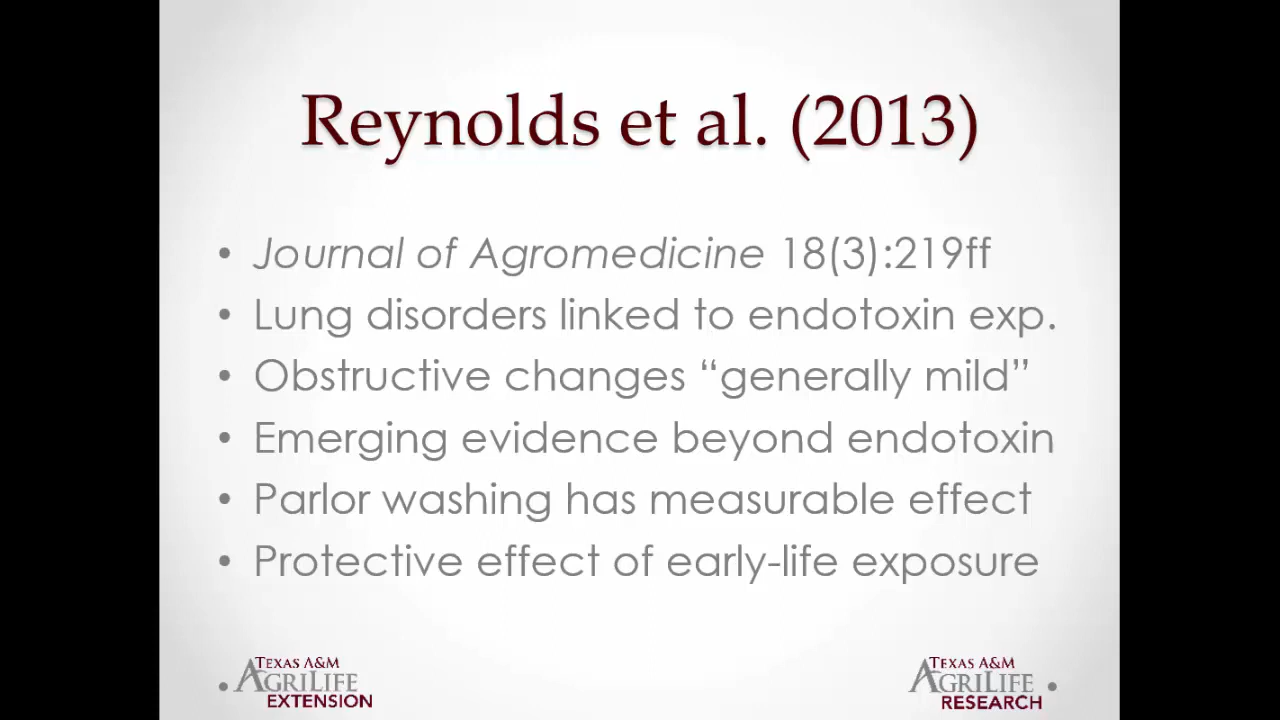 Reynolds et al. (2013)
• Journal of Agromedicine 18(3):219ff
• Lung disorders linked to endotoxin exp.
• Obstructive changes “generally mild”
• Emerging evidence beyond endotoxin
• Parlor washing has measurable effect
• Protective effect of early-life exposure
TEXAS A&M
AGRILIFE
EXTENSION
TEXAS A&M
AGRILIFE
RESEARCH